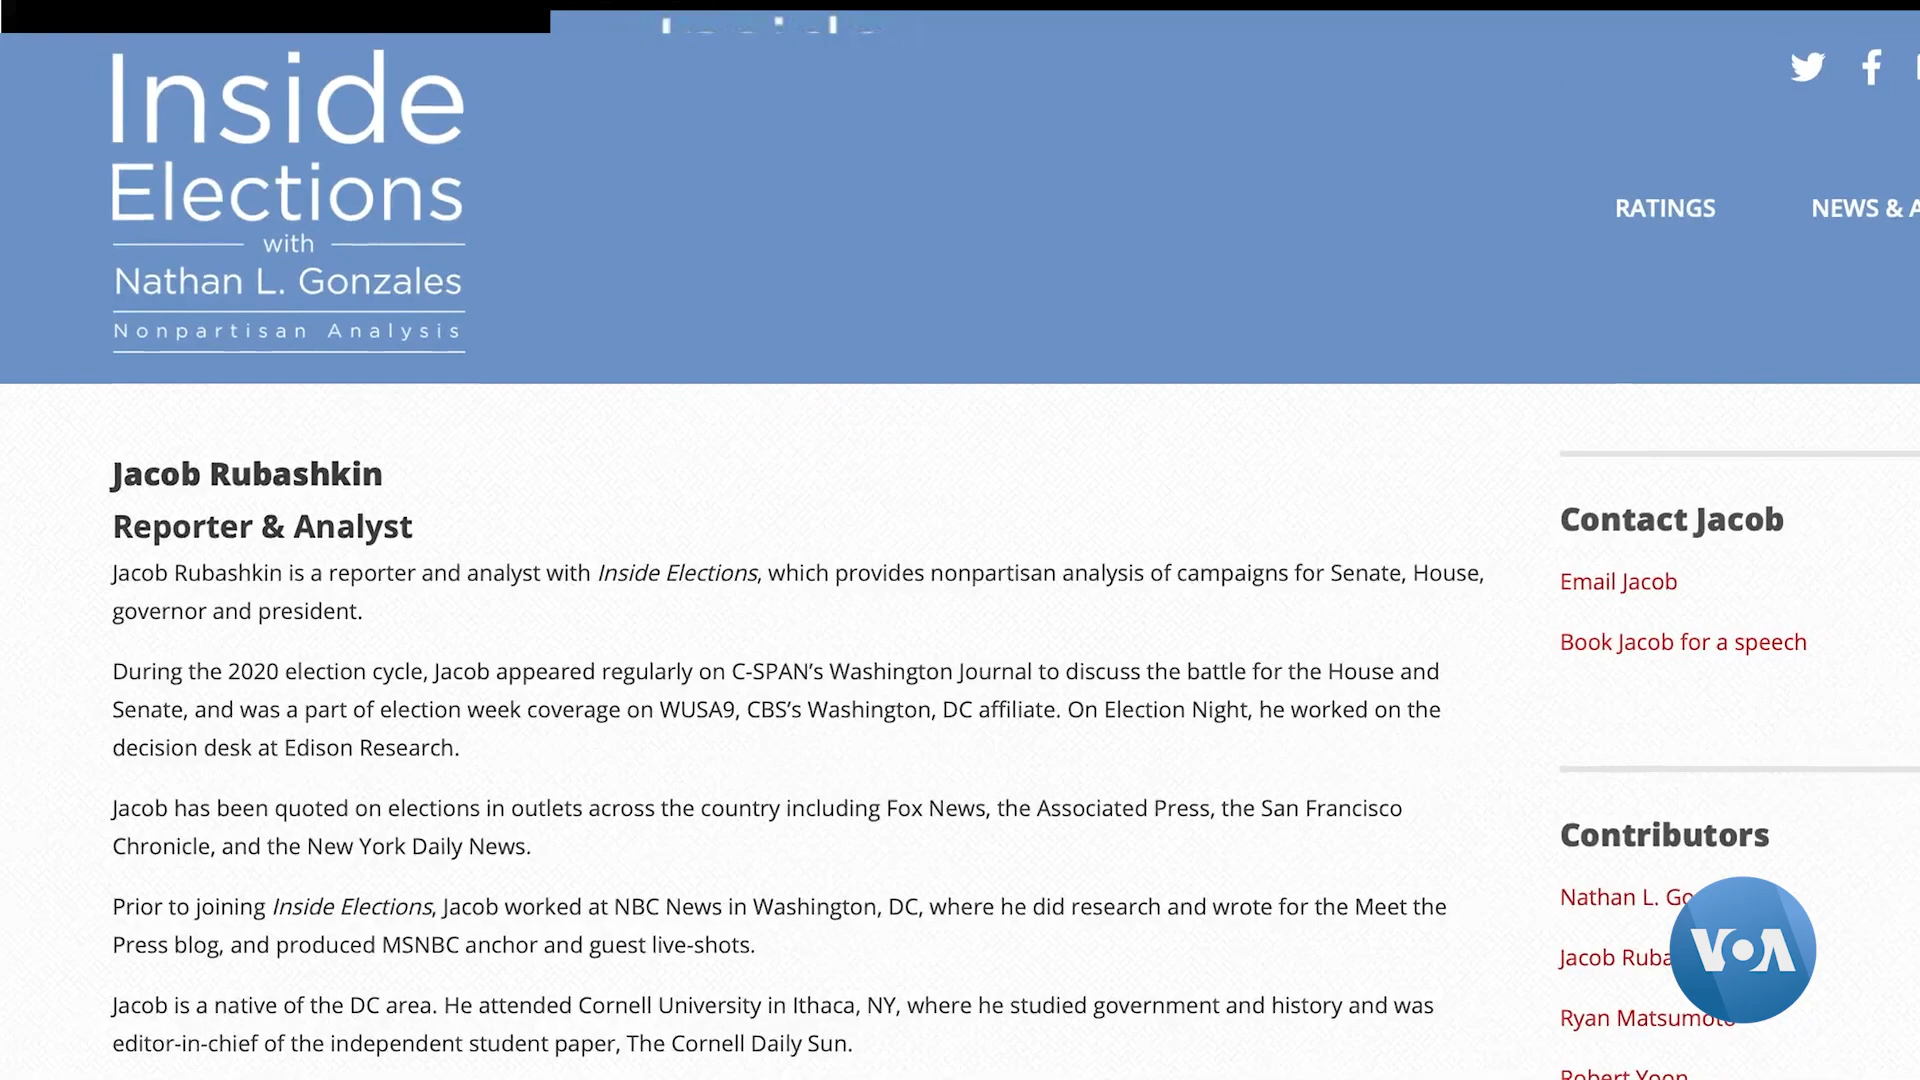 Inside
Elections
with
Nathan L. Gonzales
Nonpartisan Analysis
RATINGS
NEWS &
Jacob Rubashkin
Reporter & Analyst
Jacob Rubashkin is a reporter and analyst with Inside Elections, which provides nonpartisan analysis of campaigns for Senate, House,
governor and president.
During the 2020 election cycle, Jacob appeared regularly on C-SPAN’s Washington Journal to discuss the battle for the House and
Senate, and was a part of election week coverage on WUSA9, CBS’s Washington, DC affiliate. On Election Night, he worked on the
decision desk at Edison Research.
Jacob has been quoted on elections in outlets across the country including Fox News, the Associated Press, the San Francisco
Chronicle, and the New York Daily News.
Prior to joining Inside Elections, Jacob worked at NBC News in Washington, DC, where he did research and wrote for the Meet the
Press blog, and produced MSNBC anchor and guest live-shots.
Jacob is a native of the DC area. He attended Cornell University in Ithaca, NY, where he studied government and history and was
editor-in-chief of the independent student paper, The Cornell Daily Sun.
Contact Jacob
Email Jacob
Book Jacob for a speech
Contributors
Nathan L.
Jacob
Ryan Matsumoto
Robert Yoon
VOA